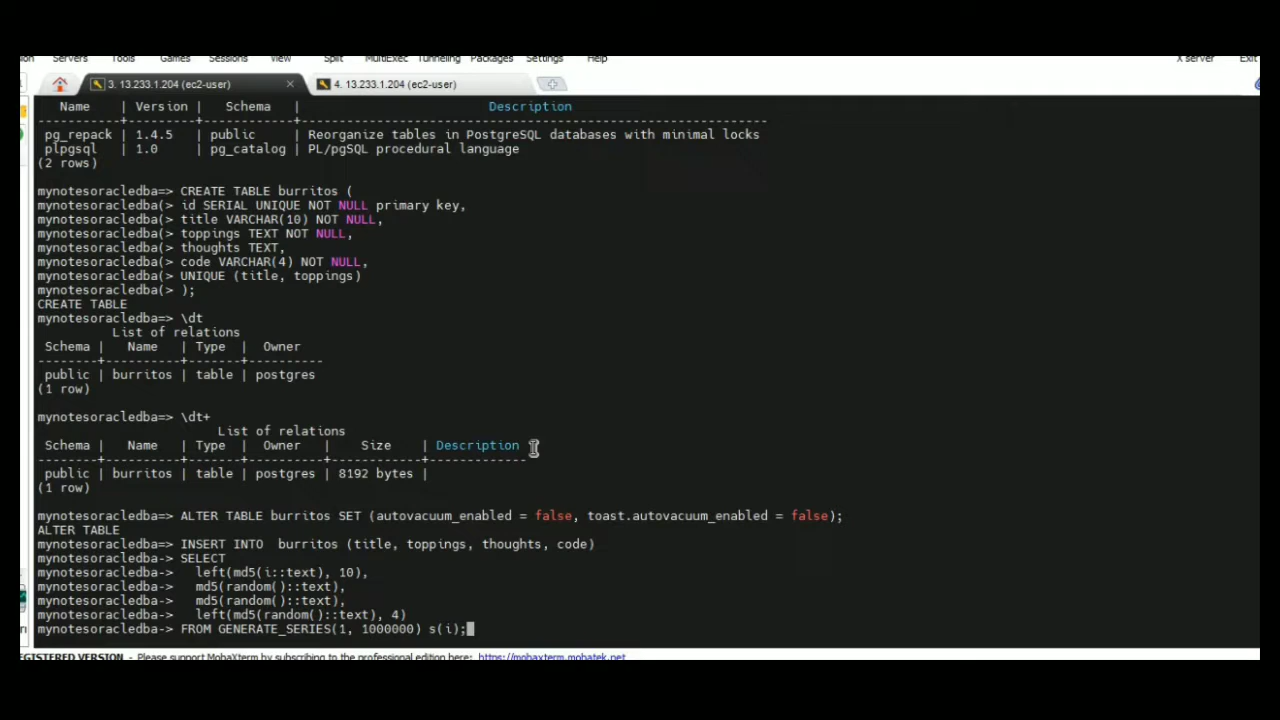 Servers Tools Games Sessions View Split MultiExec Tunneling Packages Settings Help X server Exit
3. 13.233.1.204 (ec2-user) 4. 13.233.1.204 (ec2-user)
Name | Version | Schema | Description
-----------+---------+------------+--------------------------------------------------------------
pg_repack | 1.4.5 | public | Reorganize tables in PostgreSQL databases with minimal locks
plpgsql | 1.0 | pg_catalog | PL/pgSQL procedural language
(2 rows)
mynotesoracledba=> CREATE TABLE burritos (
mynotesoracledba(> id SERIAL UNIQUE NOT NULL primary key,
mynotesoracledba(> title VARCHAR(10) NOT NULL,
mynotesoracledba(> toppings TEXT NOT NULL,
mynotesoracledba(> thoughts TEXT,
mynotesoracledba(> code VARCHAR(4) NOT NULL,
mynotesoracledba(> UNIQUE (title, toppings)
mynotesoracledba(> );
CREATE TABLE
mynotesoracledba=> \dt
List of relations
Schema | Name | Type | Owner
--------+----------+-------+----------
public | burritos | table | postgres
(1 row)
mynotesoracledba=> \dt+
List of relations
Schema | Name | Type | Owner | Size | Description
--------+----------+-------+----------+------------+-------------
public | burritos | table | postgres | 8192 bytes |
(1 row)
mynotesoracledba=> ALTER TABLE burritos SET (autovacuum_enabled = false, toast.autovacuum_enabled = false);
ALTER TABLE
mynotesoracledba=> INSERT INTO  burritos (title, toppings, thoughts, code)
mynotesoracledba-> SELECT
mynotesoracledba->   left(md5(i::text), 10),
mynotesoracledba->   md5(random()::text),
mynotesoracledba->   md5(random()::text),
mynotesoracledba->   left(md5(random()::text), 4)
mynotesoracledba-> FROM GENERATE_SERIES(1, 1000000) s(i);
REGISTERED VERSION - Please support MobaXterm by subscribing to the professional edition here: https://mobaxterm.mobatek.net